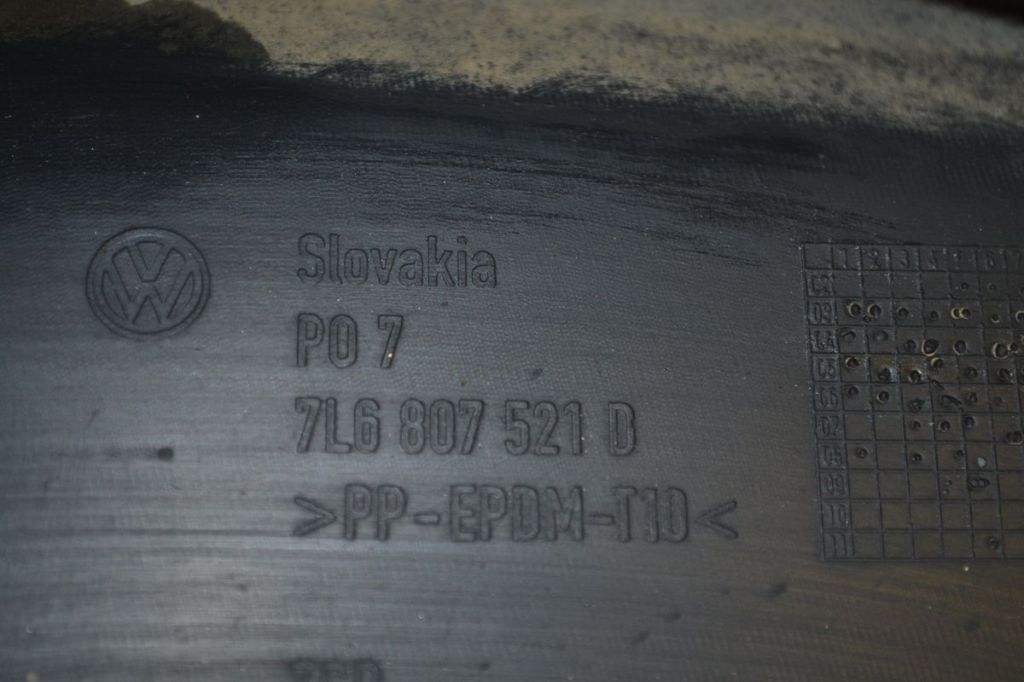 Slovakia
PO 7
7L6 807 521 D
>PP-EPDM-T10<